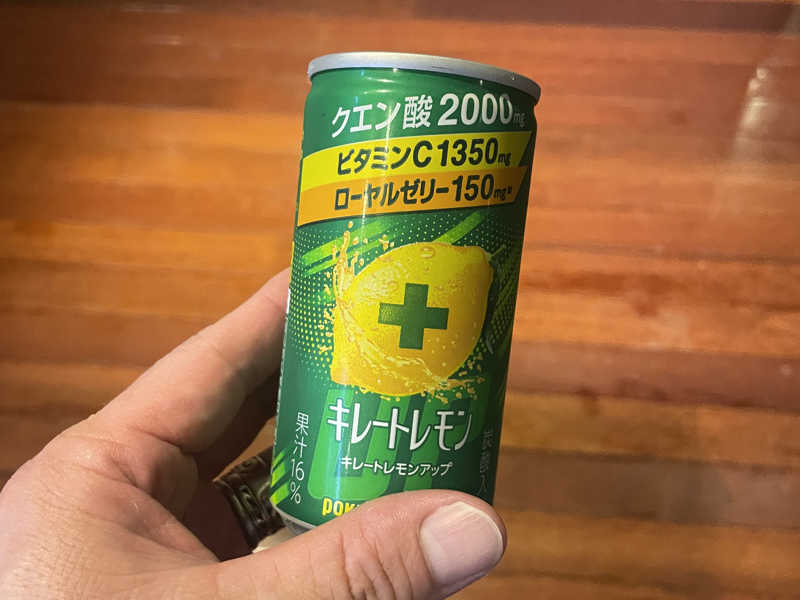 クエン酸2000mg
ビタミンC1350mg
ローヤルゼリー150mg※
キレートレモン
キレートレモンアップ
果汁16%
炭酸入